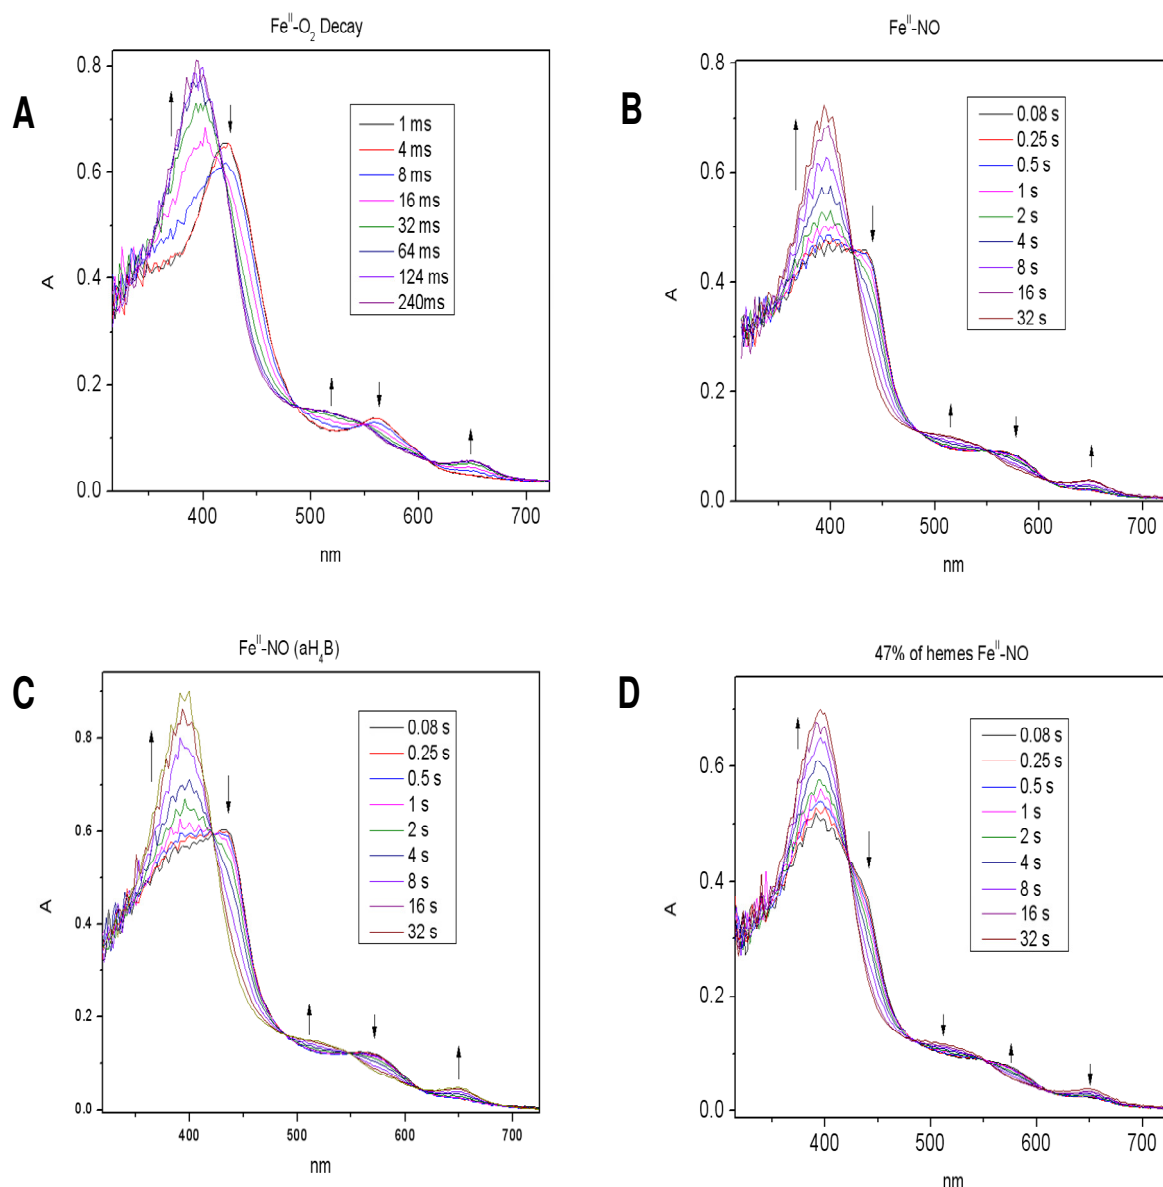 Fe^II-O₂ Decay
A
0.8
0.6
0.4
0.2
0.0
A
1 ms
4 ms
8 ms
16 ms
32 ms
64 ms
124 ms
240ms
400 500 600 700
nm
Fe^II-NO
B
0.8
0.6
0.4
0.2
0.0
A
0.08 s
0.25 s
0.5 s
1 s
2 s
4 s
8 s
16 s
32 s
400 500 600 700
nm
Fe^II-NO (aH₄B)
C
0.8
0.6
0.4
0.2
0.0
A
0.08 s
0.25 s
0.5 s
1 s
2 s
4 s
8 s
16 s
32 s
400 500 600 700
nm
47% of hemes Fe^II-NO
D
0.6
0.4
0.2
0.0
A
0.08 s
0.25 s
0.5 s
1 s
2 s
4 s
8 s
16 s
32 s
400 500 600 700
nm